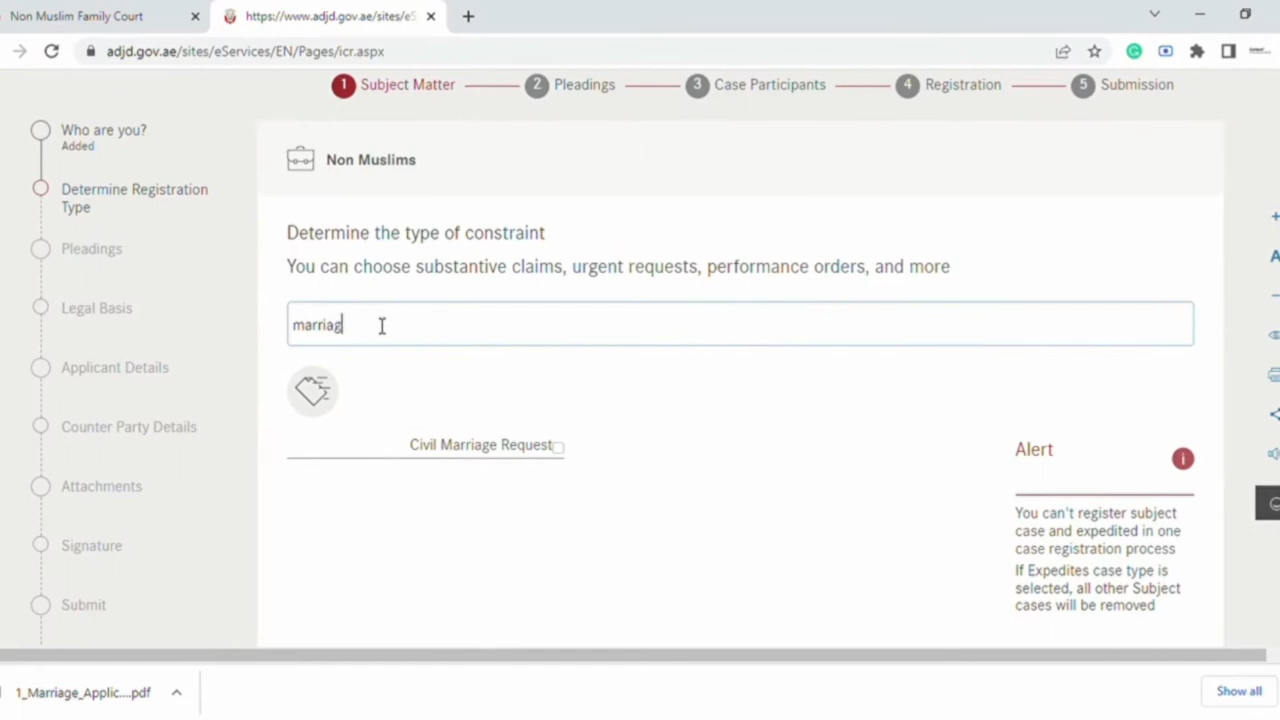 Non Muslim Family Court
https://www.adjd.gov.ae/sites/eS
adjd.gov.ae/sites/eServices/EN/Pages/icr.aspx
1 Subject Matter
2 Pleadings
3 Case Participants
4 Registration
5 Submission
Who are you?
Added
Determine Registration
Type
Pleadings
Legal Basis
Applicant Details
Counter Party Details
Attachments
Signature
Submit
Non Muslims
Determine the type of constraint
You can choose substantive claims, urgent requests, performance orders, and more
marriag
Civil Marriage Request
Alert
You can't register subject
case and expedited in one
case registration process
If Expedites case type is
selected, all other Subject
cases will be removed
A
1_Marriage_Applic....pdf
Show all